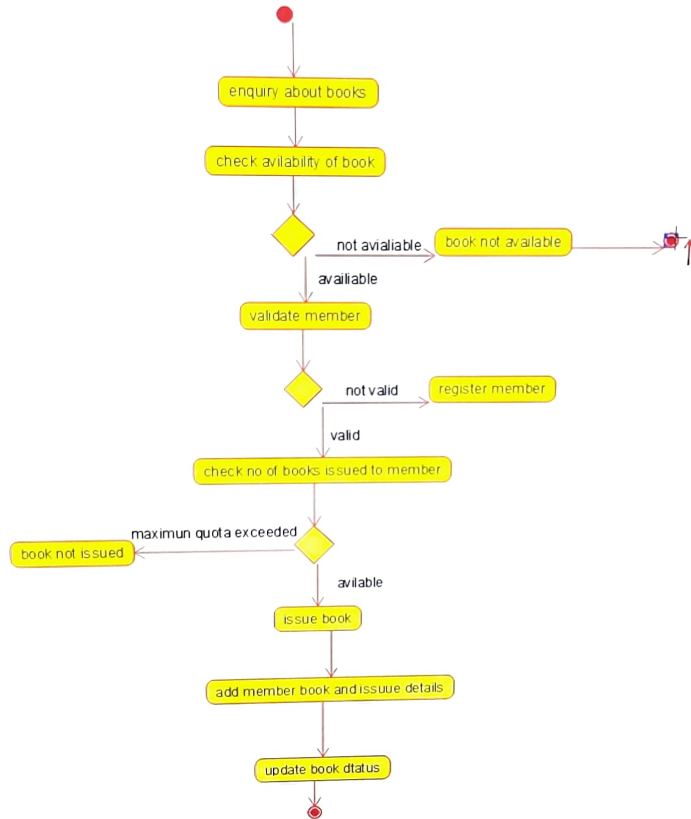 enquiry about books
check avilability of book
not avialiable
book not available
1
availiable
validate member
not valid
register member
valid
check no of books issued to member
maximun quota exceeded
book not issued
avilable
issue book
add member book and issuue details
update book dtatus